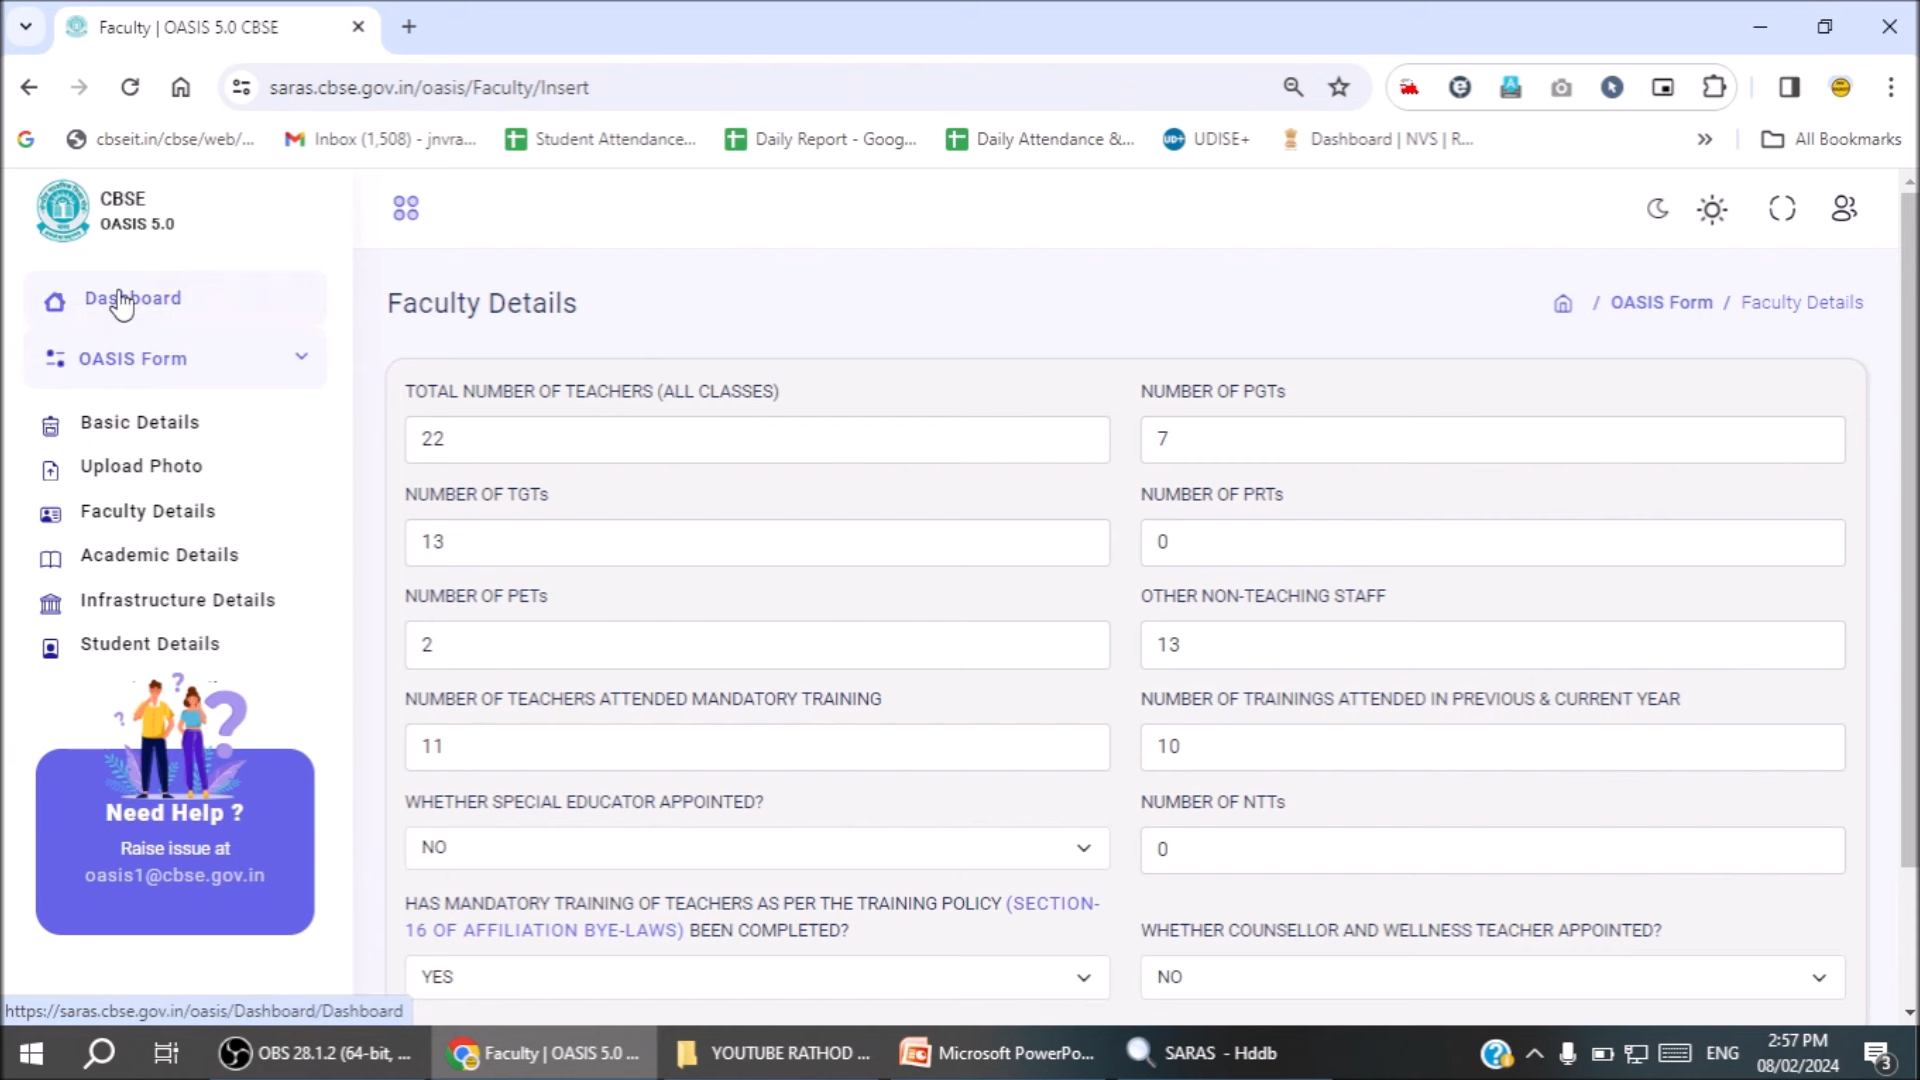 Faculty | OASIS 5.0 CBSE
saras.cbse.gov.in/oasis/Faculty/Insert
cbseit.in/cbse/web/...
Inbox (1,508) - jnvra...
Student Attendance...
Daily Report - Goog...
Daily Attendance &...
UD+
UDISE+
Dashboard | NVS | R...
All Bookmarks
CBSE
OASIS 5.0
Dashboard
OASIS Form
Basic Details
Upload Photo
Faculty Details
Academic Details
Infrastructure Details
Student Details
Need Help ?
Raise issue at
oasis1@cbse.gov.in
Faculty Details
/ OASIS Form / Faculty Details
TOTAL NUMBER OF TEACHERS (ALL CLASSES)
22
NUMBER OF PGTs
7
NUMBER OF TGTs
13
NUMBER OF PRTs
0
NUMBER OF PETs
2
OTHER NON-TEACHING STAFF
13
NUMBER OF TEACHERS ATTENDED MANDATORY TRAINING
11
NUMBER OF TRAININGS ATTENDED IN PREVIOUS & CURRENT YEAR
10
WHETHER SPECIAL EDUCATOR APPOINTED?
NO
NUMBER OF NTTs
0
HAS MANDATORY TRAINING OF TEACHERS AS PER THE TRAINING POLICY (SECTION-
16 OF AFFILIATION BYE-LAWS) BEEN COMPLETED?
YES
WHETHER COUNSELLOR AND WELLNESS TEACHER APPOINTED?
NO
https://saras.cbse.gov.in/oasis/Dashboard/Dashboard
OBS 28.1.2 (64-bit, ...
Faculty | OASIS 5.0 ...
YOUTUBE RATHOD ...
Microsoft PowerPo...
SARAS - Hddb
ENG
2:57 PM
08/02/2024
3